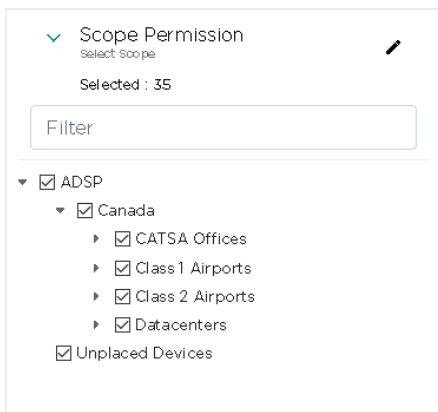 Scope Permission
Select Scope
Selected : 35
Filter
ADSP
Canada
CATSA Offices
Class 1 Airports
Class 2 Airports
Datacenters
Unplaced Devices